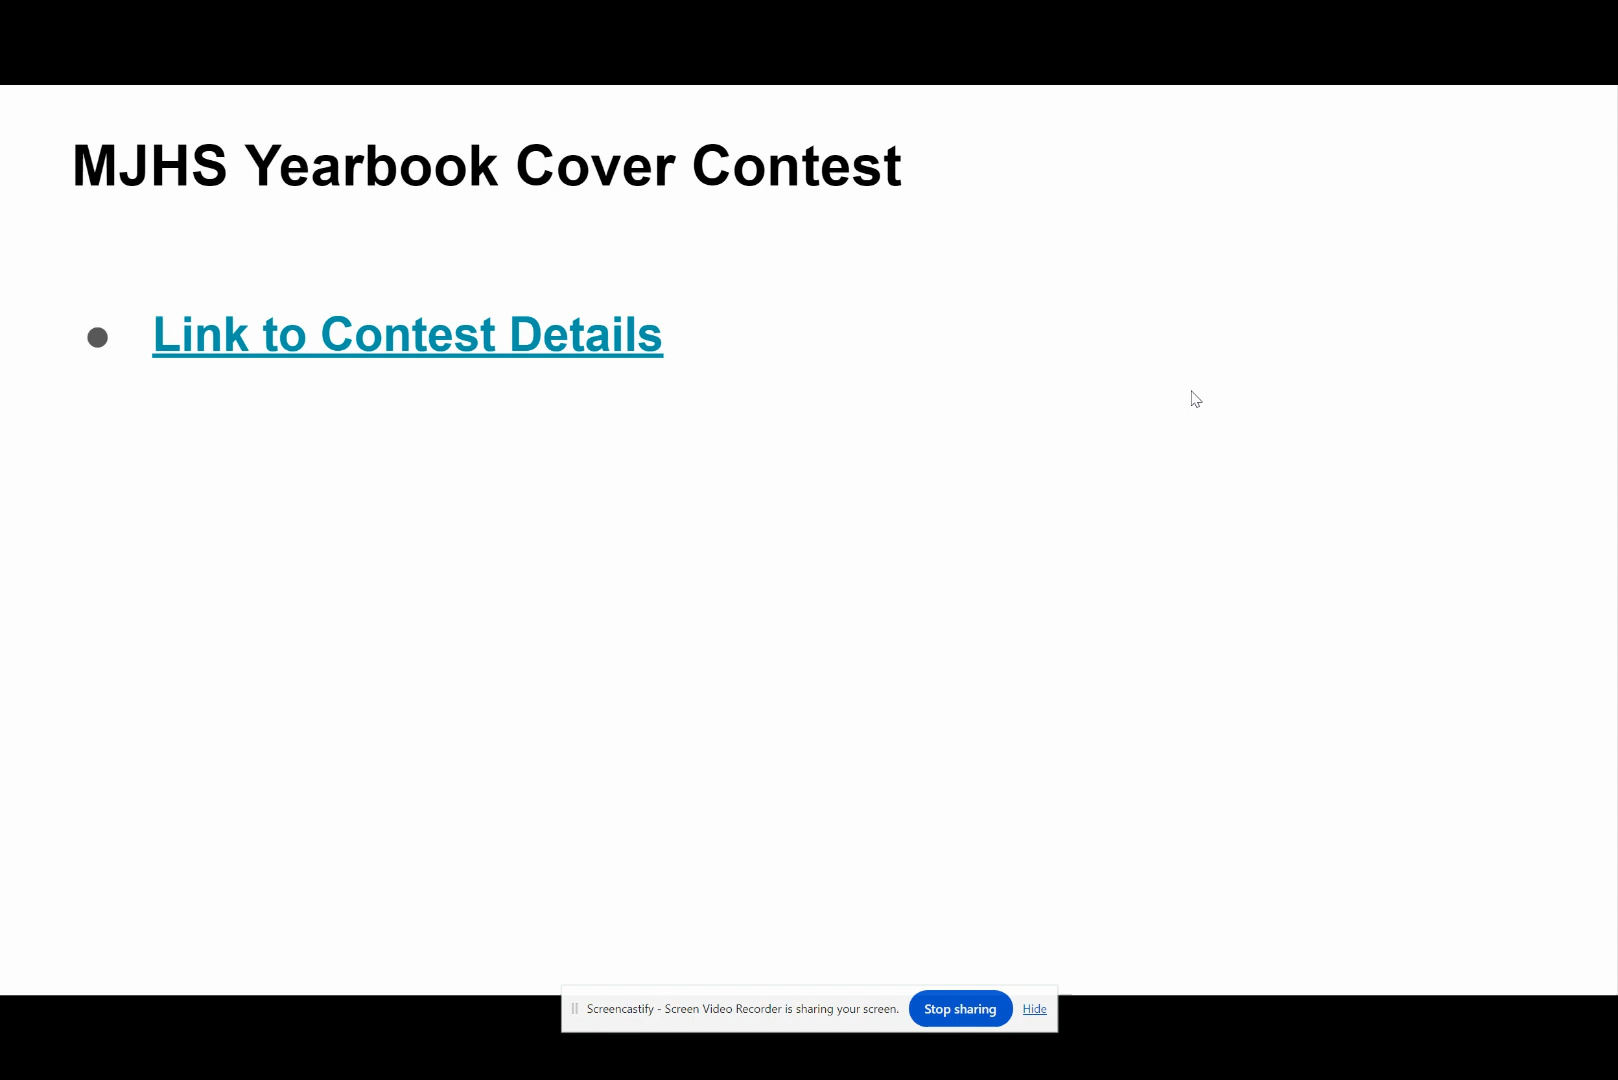 MJHS Yearbook Cover Contest
● Link to Contest Details
Screencastify - Screen Video Recorder is sharing your screen. Stop sharing Hide